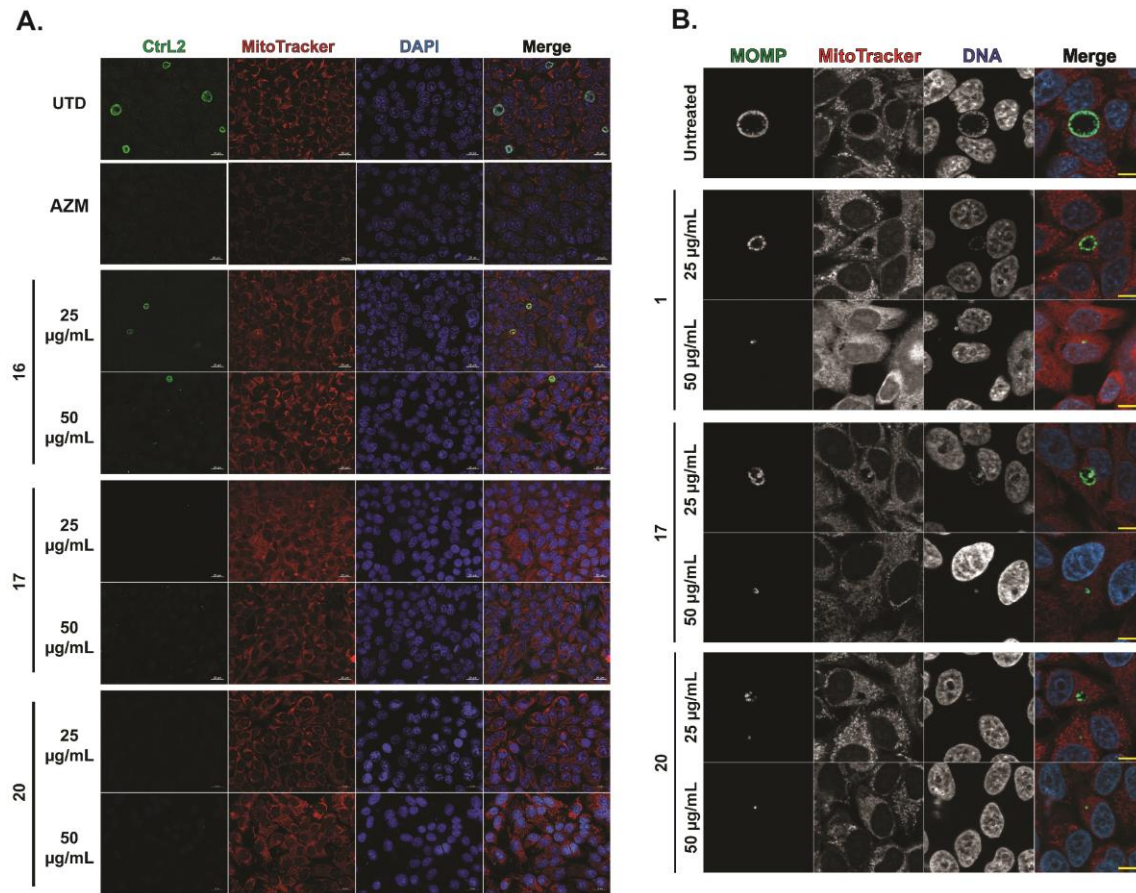 A.
CtrL2 MitoTracker DAPI Merge
UTD
AZM
16
25
µg/mL
50
µg/mL
17
25
µg/mL
50
µg/mL
20
25
µg/mL
50
µg/mL
B.
MOMP MitoTracker DNA Merge
Untreated
1
25 µg/mL
50 µg/mL
17
25 µg/mL
50 µg/mL
20
25 µg/mL
50 µg/mL